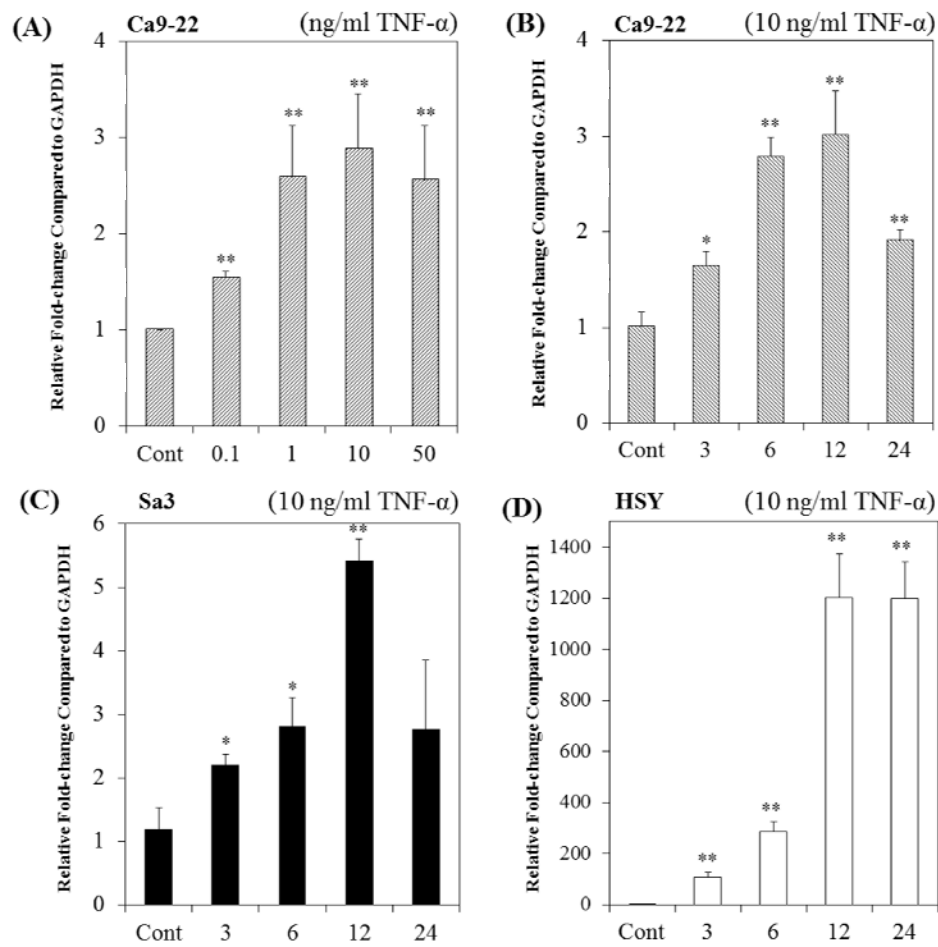 (A) Ca9-22 (ng/ml TNF-α)
Relative Fold-change Compared to GAPDH
4
3
2
1
0
** ** ** **
Cont 0.1 1 10 50
(B) Ca9-22 (10 ng/ml TNF-α)
Relative Fold-change Compared to GAPDH
4
3
2
1
0
* ** ** **
Cont 3 6 12 24
(C) Sa3 (10 ng/ml TNF-α)
Relative Fold-change Compared to GAPDH
6
5
4
3
2
1
0
* * **
Cont 3 6 12 24
(D) HSY (10 ng/ml TNF-α)
Relative Fold-change Compared to GAPDH
1400
1200
1000
800
600
400
200
0
** ** ** **
Cont 3 6 12 24